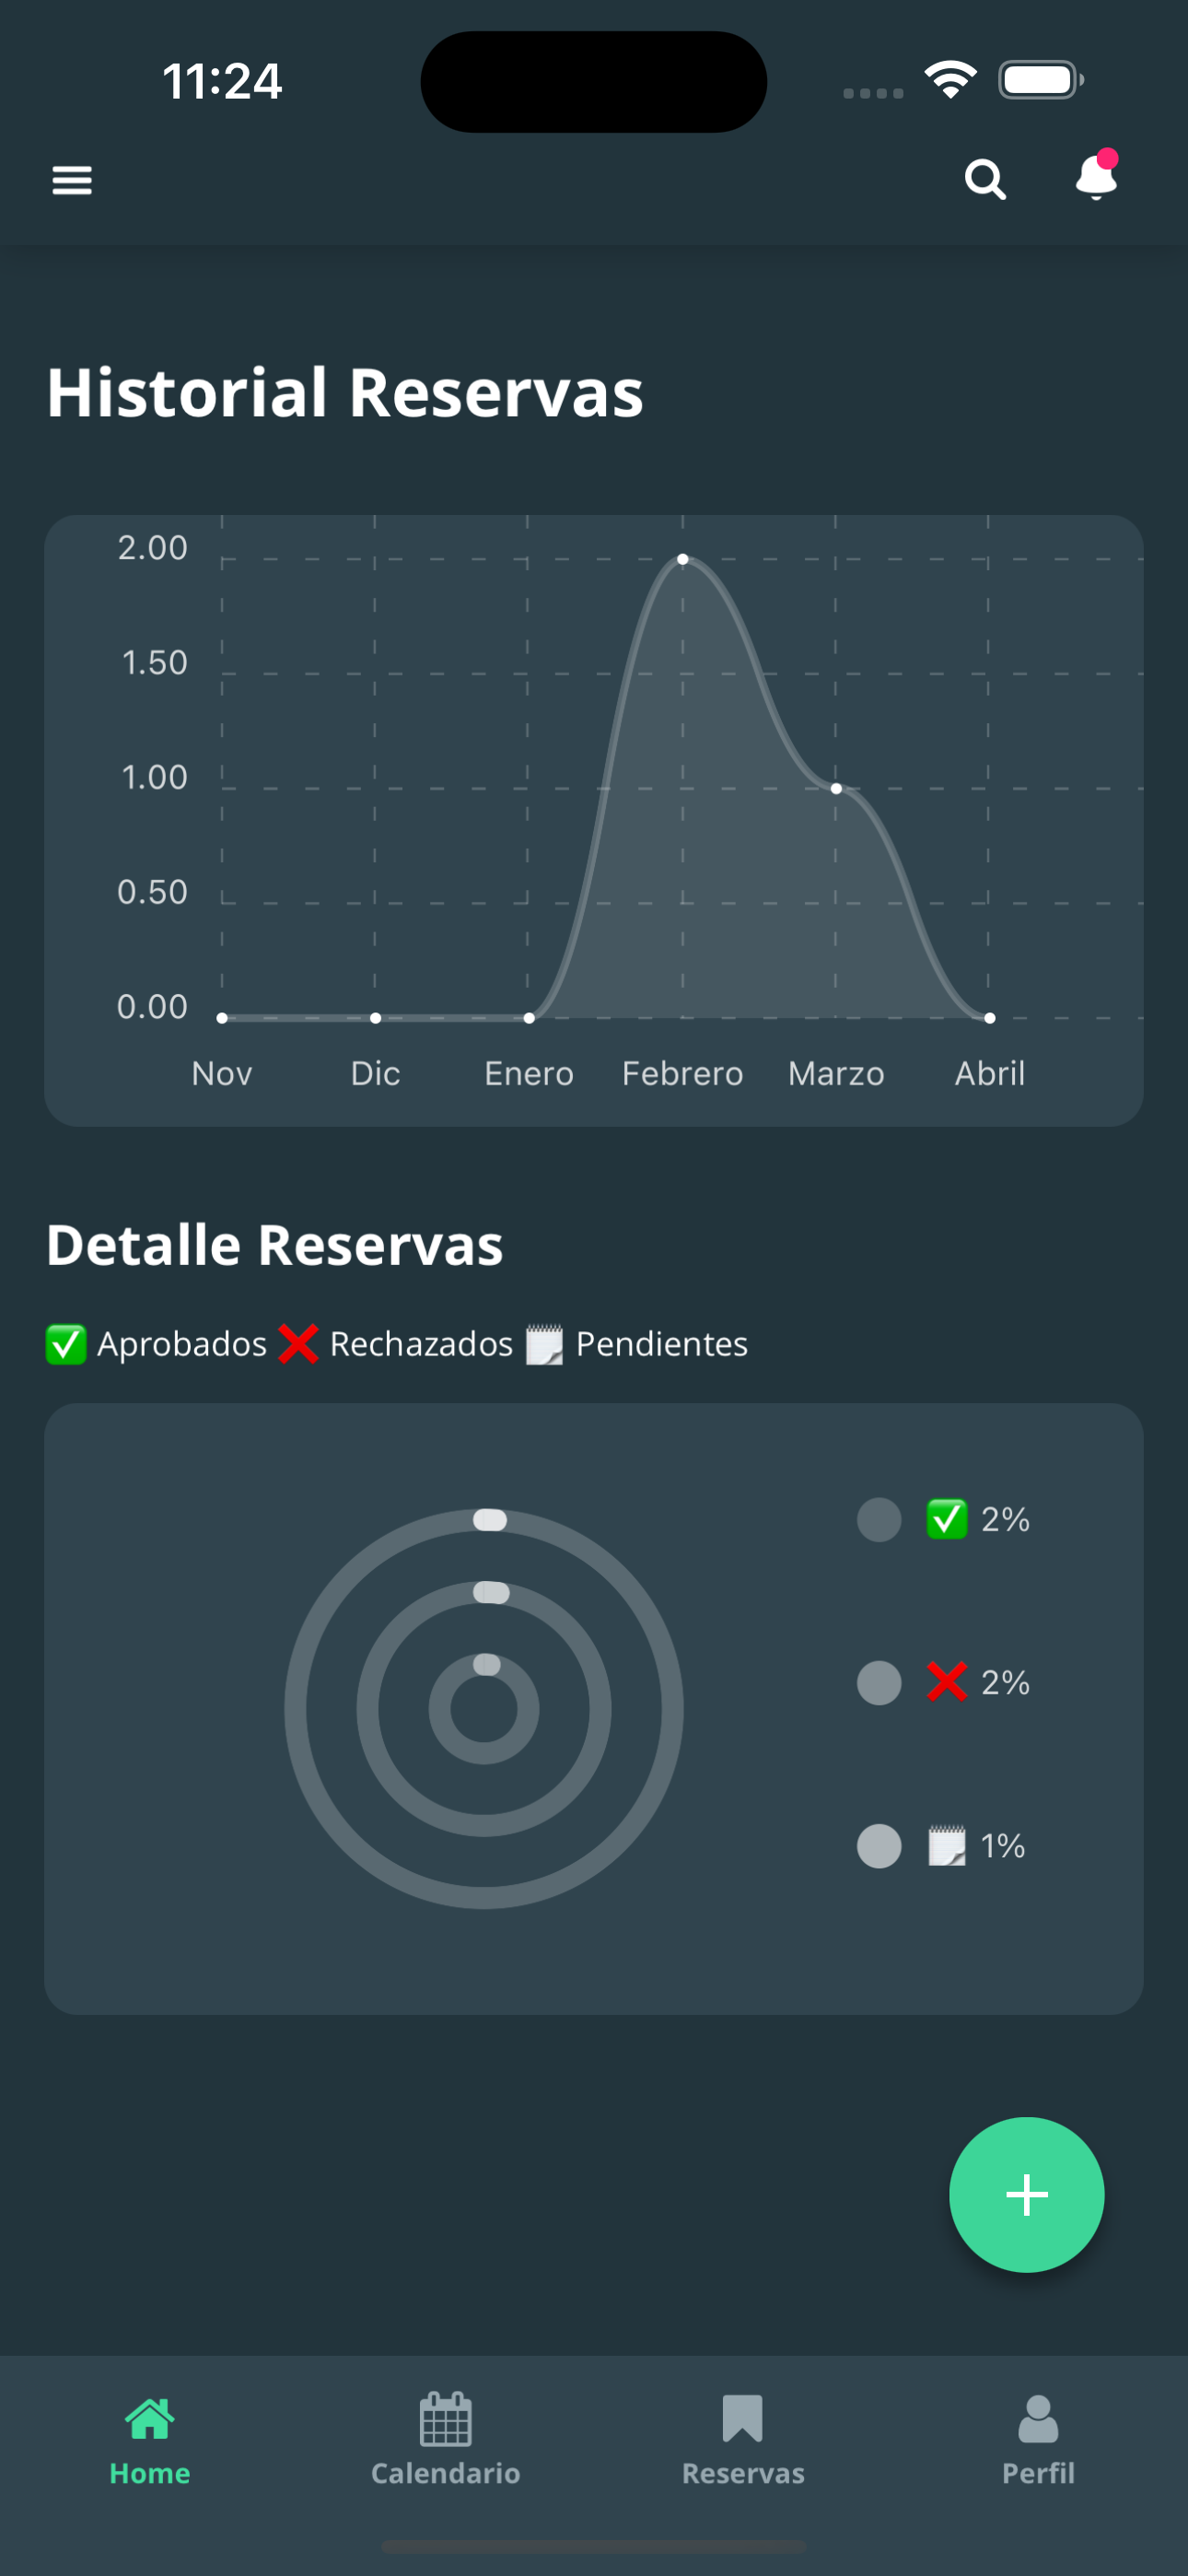 11:24
Historial Reservas
2.00
1.50
1.00
0.50
0.00
Nov Dic Enero Febrero Marzo Abril
Detalle Reservas
✅ Aprobados ❌ Rechazados 🗒️ Pendientes
✅ 2%
❌ 2%
🗒️ 1%
+
Home Calendario Reservas Perfil